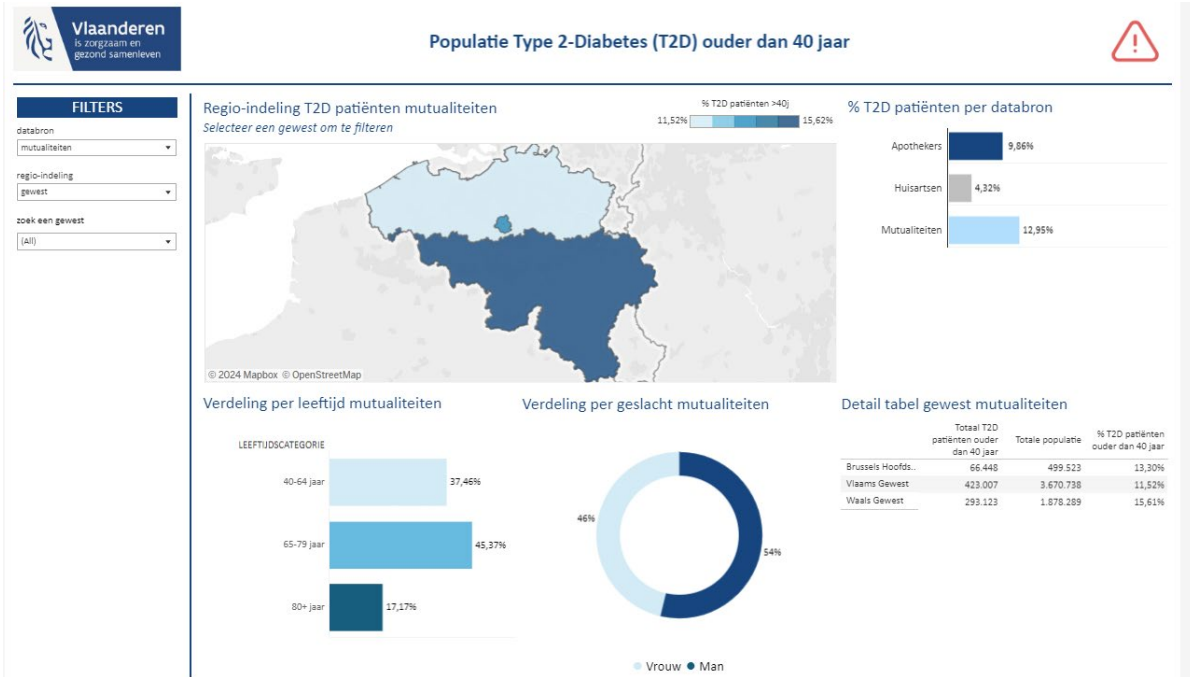 Vlaanderen
is zorgzaam en
gezond samenleven
Populatie Type 2-Diabetes (T2D) ouder dan 40 jaar
FILTERS
databron
mutualiteiten
regio-indeling
gewest
zoek een gewest
(All)
Regio-indeling T2D patiënten mutualiteiten
Selecteer een gewest om te filteren
% T2D patiënten >40j
11,52% 15,62%
© 2024 Mapbox © OpenStreetMap
% T2D patiënten per databron
Apothekers 9,86%
Huisartsen 4,32%
Mutualiteiten 12,95%
Verdeling per leeftijd mutualiteiten
LEEFTIJDSCATEGORIE
40-64 jaar 37,46%
65-79 jaar 45,37%
80+ jaar 17,17%
Verdeling per geslacht mutualiteiten
46%
54%
Vrouw Man
Detail tabel gewest mutualiteiten
Totaal T2D
patiënten ouder
dan 40 jaar
Totale populatie
% T2D patiënten
ouder dan 40 jaar
Brussels Hoofds.. 66.448 499.523 13,30%
Vlaams Gewest 423.007 3.670.738 11,52%
Waals Gewest 293.123 1.878.289 15,61%